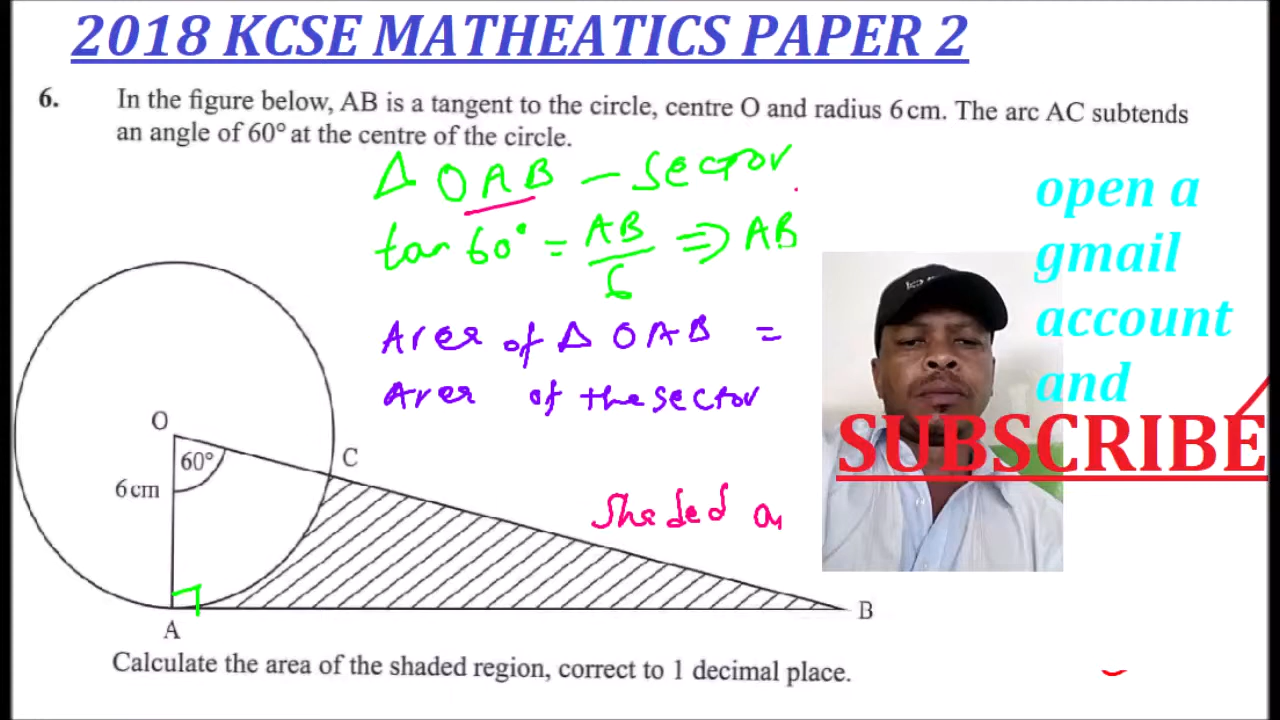 2018 KCSE MATHEATICS PAPER 2
6. In the figure below, AB is a tangent to the circle, centre O and radius 6 cm. The arc AC subtends
an angle of 60° at the centre of the circle.
Δ OAB – sector
tan 60° = AB/6 ⇒ AB
Area of Δ OAB =
Area of the sector
shaded a
open a
gmail
account
and
SUBSCRIBE
O
60°
C
6 cm
A
B
Calculate the area of the shaded region, correct to 1 decimal place.